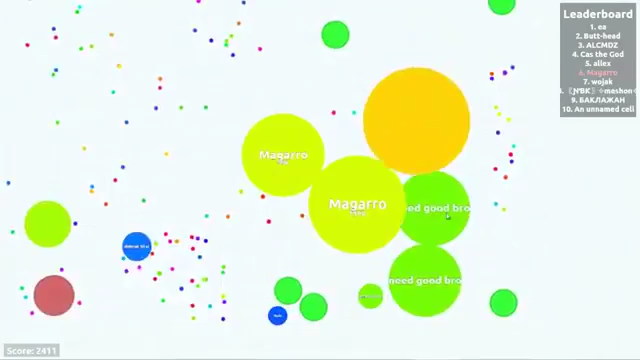 Leaderboard
1. ea
2. Butt-head
3. ALCMDZ
4. Cas the God
5. allex
6. Magarro
7. wojak
9. БАКЛАЖАН
10. An unnamed cell
Magarro
Magarro
need good bro
need good bro
Score: 2411